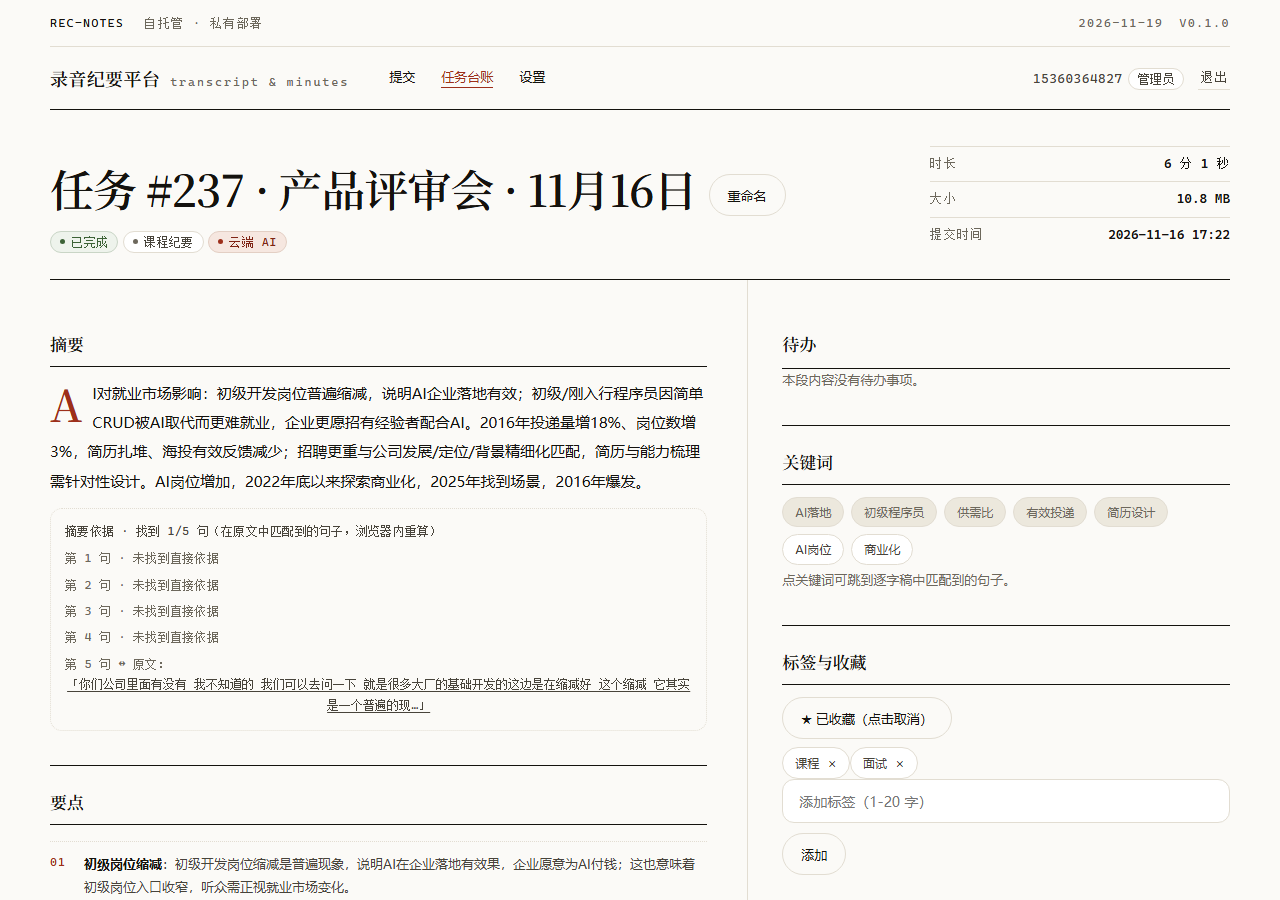 REC-NOTES 自托管 · 私有部署
2026-11-19 V0.1.0
录音纪要平台 transcript & minutes 提交 任务台账 设置
15360364827 管理员 退出
任务 #237 · 产品评审会 · 11月16日 重命名
已完成 课程纪要 云端 AI
时长 6 分 1 秒
大小 10.8 MB
提交时间 2026-11-16 17:22
摘要
AI对就业市场影响：初级开发岗位普遍缩减，说明AI企业落地有效；初级/刚入行程序员因简单
CRUD被AI取代而更难就业，企业更愿招有经验者配合AI。2016年投递量增18%、岗位数增
3%，简历扎堆、海投有效反馈减少；招聘更重与公司发展/定位/背景精细化匹配，简历与能力梳理
需针对性设计。AI岗位增加，2022年底以来探索商业化，2025年找到场景，2016年爆发。
摘要依据 · 找到 1/5 句（在原文中匹配到的句子，浏览器内重算）
第 1 句 · 未找到直接依据
第 2 句 · 未找到直接依据
第 3 句 · 未找到直接依据
第 4 句 · 未找到直接依据
第 5 句 ↔ 原文：
「你们公司里面有没有 我不知道的 我们可以去问一下 就是很多大厂的基础开发的这边是在缩减好 这个缩减 它其实
是一个普遍的现…」
要点
01 初级岗位缩减：初级开发岗位缩减是普遍现象，说明AI在企业落地有效果，企业愿意为AI付钱；这也意味着
初级岗位入口收窄，听众需正视就业市场变化。
待办
本段内容没有待办事项。
关键词
AI落地 初级程序员 供需比 有效投递 简历设计
AI岗位 商业化
点关键词可跳到逐字稿中匹配到的句子。
标签与收藏
★ 已收藏（点击取消）
课程 × 面试 ×
添加标签（1-20 字）
添加